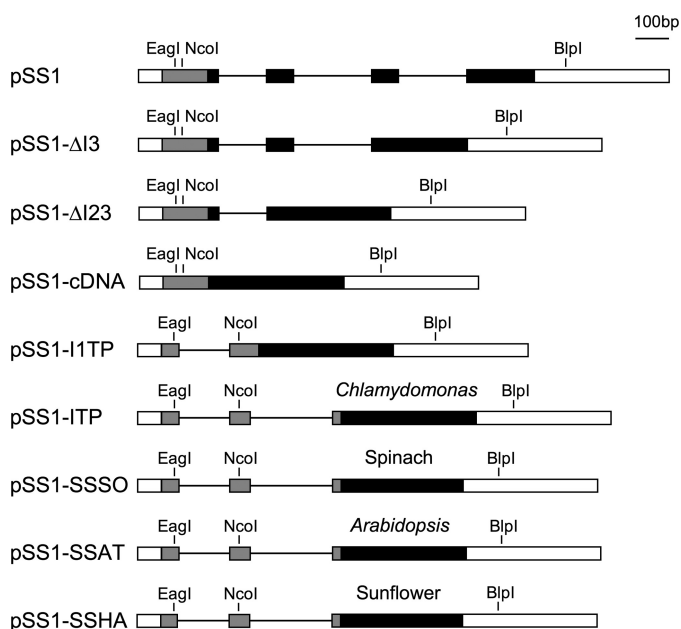 100bp
EagI NcoI BlpI
pSS1
EagI NcoI BlpI
pSS1-ΔI3
EagI NcoI BlpI
pSS1-ΔI23
EagI NcoI BlpI
pSS1-cDNA
EagI NcoI BlpI
pSS1-I1TP
EagI NcoI Chlamydomonas BlpI
pSS1-ITP
EagI NcoI Spinach BlpI
pSS1-SSSO
EagI NcoI Arabidopsis BlpI
pSS1-SSAT
EagI NcoI Sunflower BlpI
pSS1-SSHA